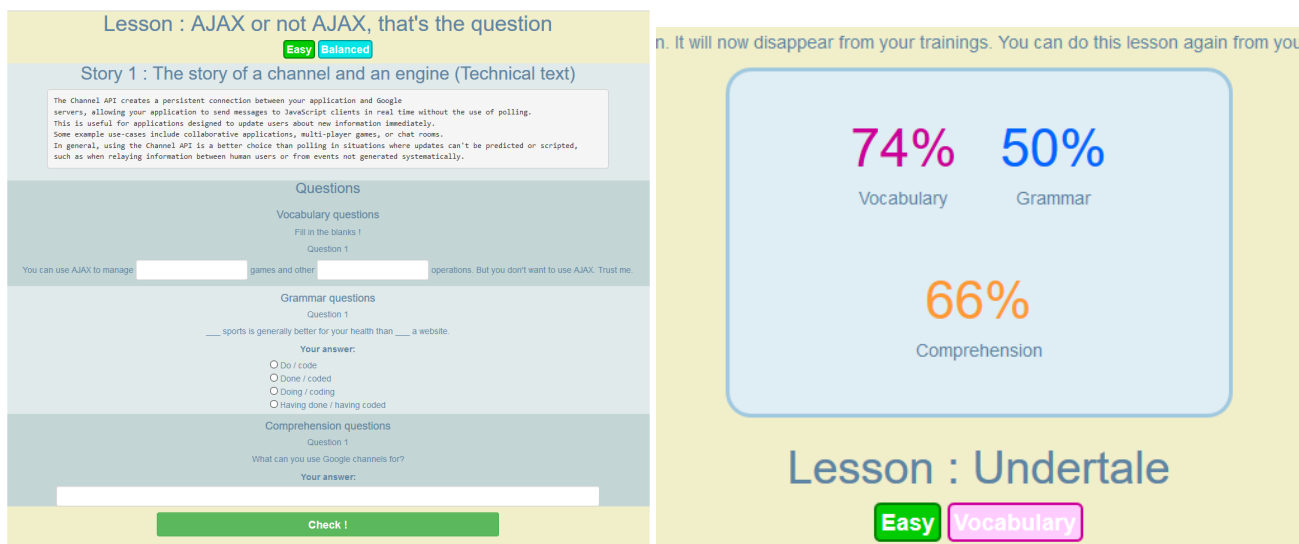 Lesson : AJAX or not AJAX, that's the question
Easy Balanced
Story 1 : The story of a channel and an engine (Technical text)
The Channel API creates a persistent connection between your application and Google
servers, allowing your application to send messages to JavaScript clients in real time without the use of polling.
This is useful for applications designed to update users about new information immediately.
Some example use-cases include collaborative applications, multi-player games, or chat rooms.
In general, using the Channel API is a better choice than polling in situations where updates can't be predicted or scripted,
such as when relaying information between human users or from events not generated systematically.
Questions
Vocabulary questions
Fill in the blanks !
Question 1
You can use AJAX to manage games and other operations. But you don't want to use AJAX. Trust me.
Grammar questions
Question 1
___ sports is generally better for your health than ___ a website.
Your answer:
Do / code
Done / coded
Doing / coding
Having done / having coded
Comprehension questions
Question 1
What can you use Google channels for?
Your answer:
Check !
n. It will now disappear from your trainings. You can do this lesson again from you
74% 50%
Vocabulary Grammar
66%
Comprehension
Lesson : Undertale
Easy Vocabulary